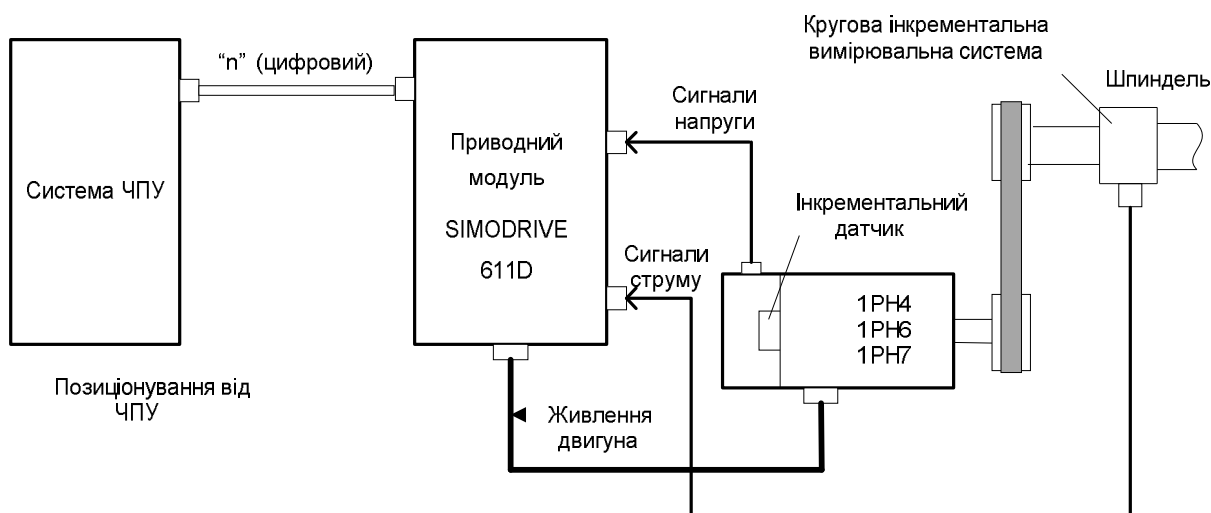 Кругова інкрементальна
вимірювальна система
Шпиндель
“n” (цифровий)
Сигнали
напруги
Приводний
модуль
SIMODRIVE
611D
Система ЧПУ
Інкрементальний
датчик
Сигнали
струму
1PH4
1PH6
1PH7
Позиціонування від
ЧПУ
Живлення
двигуна